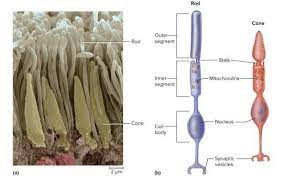 Rod
Cone
Outer
segment
Rod
Stalk
Inner
segment
Mitochondria
Cone
Nucleus
Cell
body
Synaptic
vesicles
2 µm
(a)
(b)